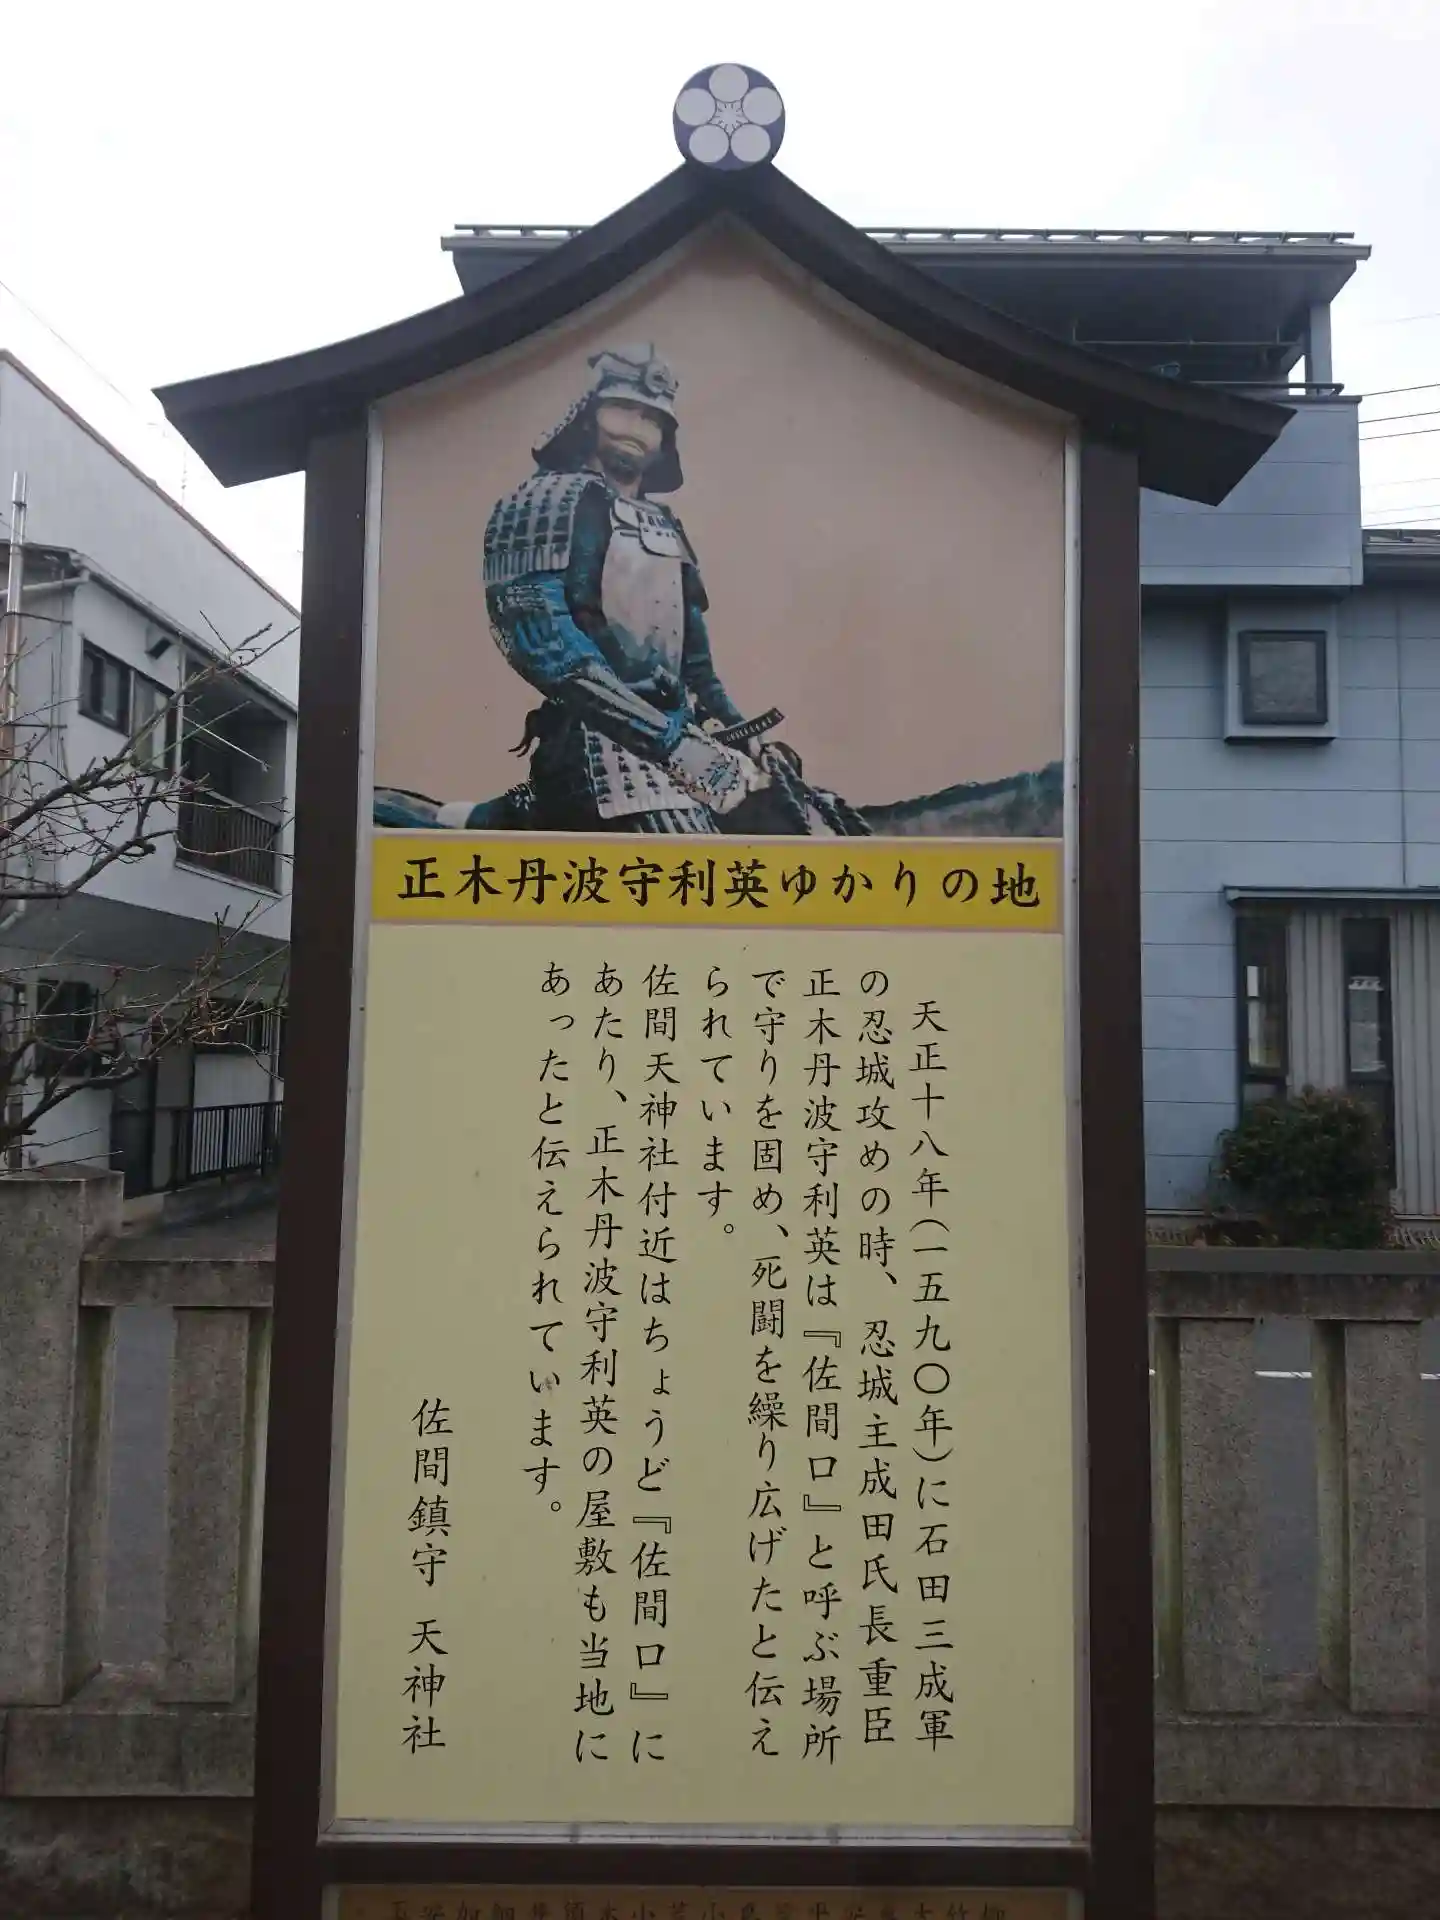 正木丹波守利英ゆかりの地
天正十八年(一五九〇年)に石田三成軍
の忍城攻めの時、忍城主成田氏長重臣
正木丹波守利英は『佐間口』と呼ぶ場所
で守りを固め、死闘を繰り広げたと伝え
られています。
佐間天神社付近はちょうど『佐間口』に
あたり、正木丹波守利英の屋敷も当地に
あったと伝えられています。
佐間鎮守 天神社